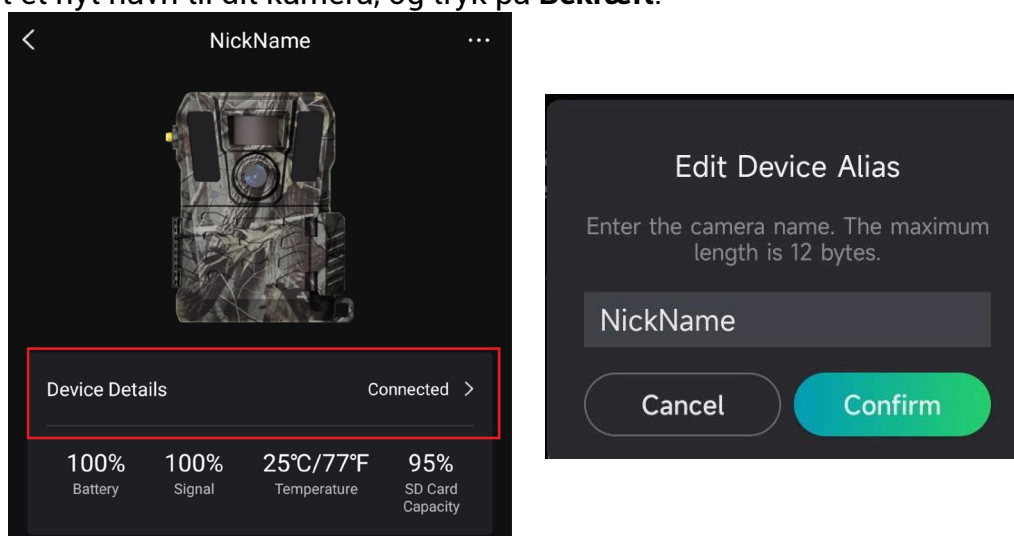 et nyt navn til dit kamera, og tryk på
NickName
Device Details
Connected
100%
100%
25℃/77℉
95%
Battery
Signal
Temperature
SD Card
Capacity
Edit Device Alias
Enter the camera name. The maximum
length is 12 bytes.
NickName
Cancel
Confirm